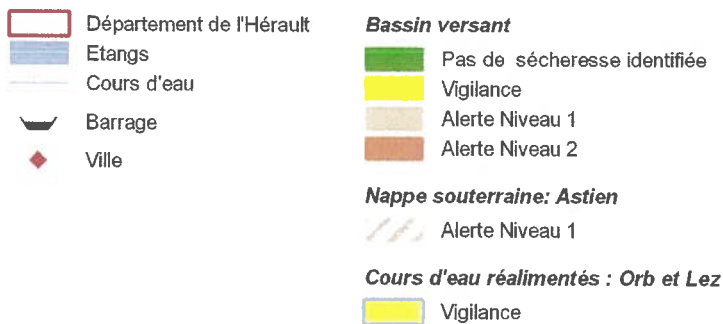 Département de l'Hérault
Etangs
Cours d'eau
Barrage
Ville
Bassin versant
Pas de sécheresse identifiée
Vigilance
Alerte Niveau 1
Alerte Niveau 2
Nappe souterraine: Astien
Alerte Niveau 1
Cours d'eau réalimentés : Orb et Lez
Vigilance